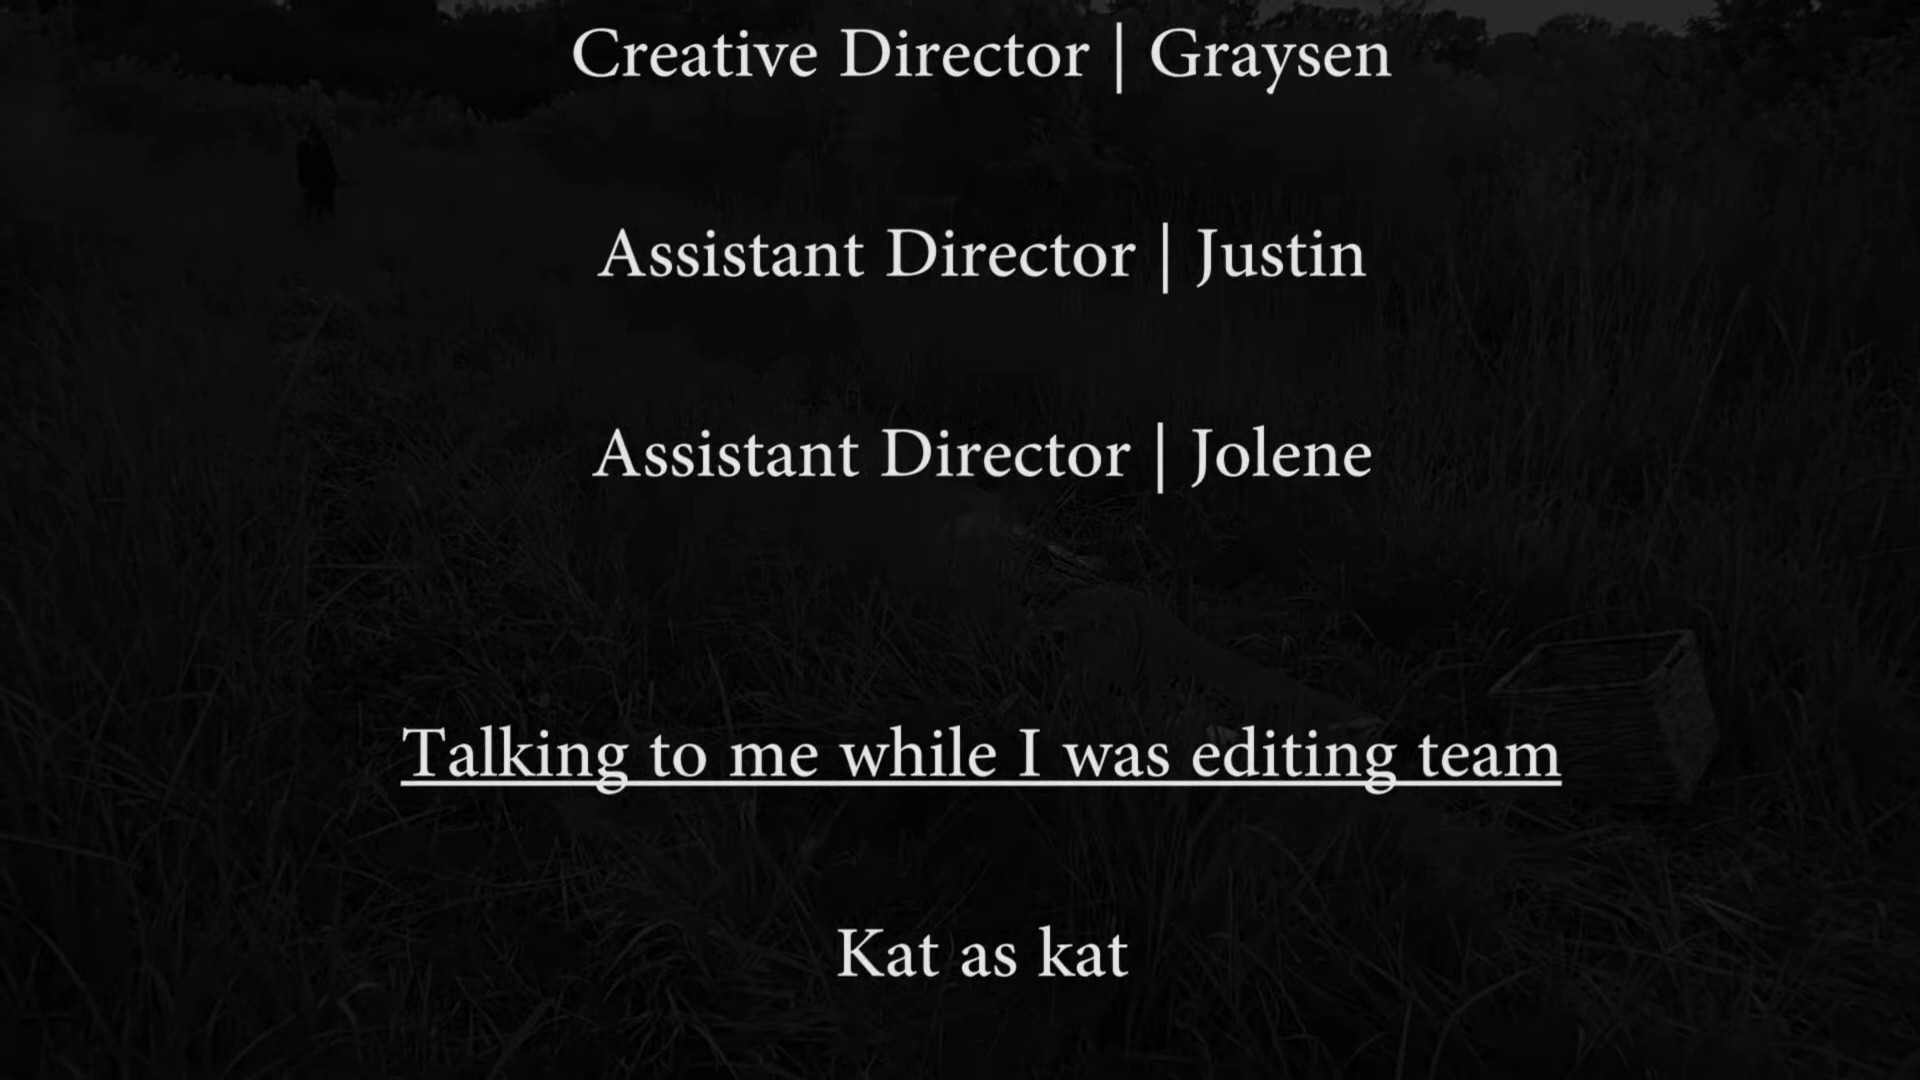 Creative Director | Graysen
Assistant Director | Justin
Assistant Director | Jolene
Talking to me while I was editing team
Kat as kat